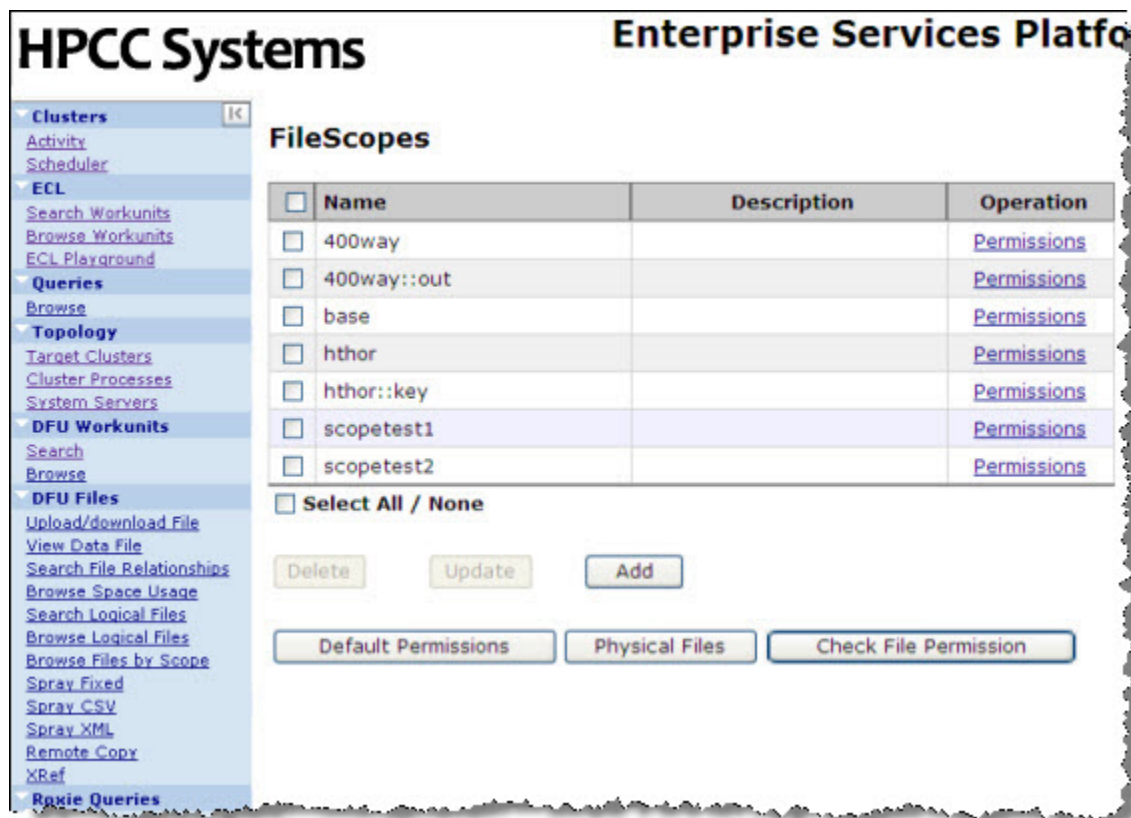 HPCC Systems
Enterprise Services Platfo
Clusters
Activity
Scheduler
ECL
Search Workunits
Browse Workunits
ECL Playground
Queries
Browse
Topology
Target Clusters
Cluster Processes
System Servers
DFU Workunits
Search
Browse
DFU Files
Upload/download File
View Data File
Search File Relationships
Browse Space Usage
Search Logical Files
Browse Logical Files
Browse Files by Scope
Spray Fixed
Spray CSV
Spray XML
Remote Copy
XRef
Roxie Queries
FileScopes
Name Description Operation
400way Permissions
400way::out Permissions
base Permissions
hthor Permissions
hthor::key Permissions
scopetest1 Permissions
scopetest2 Permissions
Select All / None
Delete Update Add
Default Permissions Physical Files Check File Permission